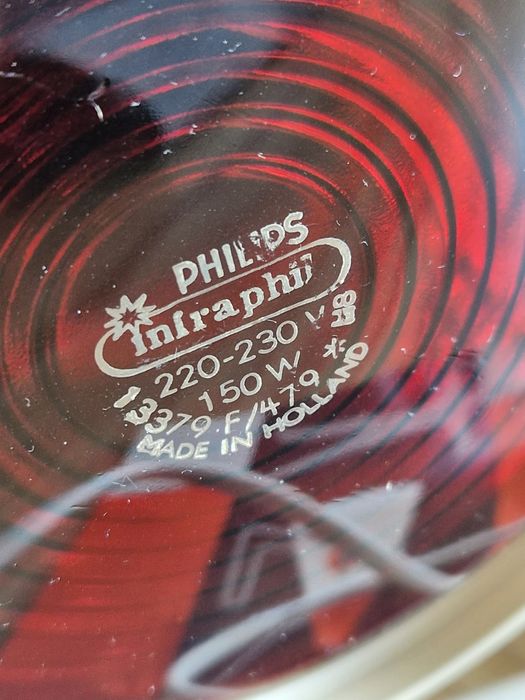 PHILIPS
Infraphil
220-230 V
150 W *
13379 F/479
MADE IN HOLLAND